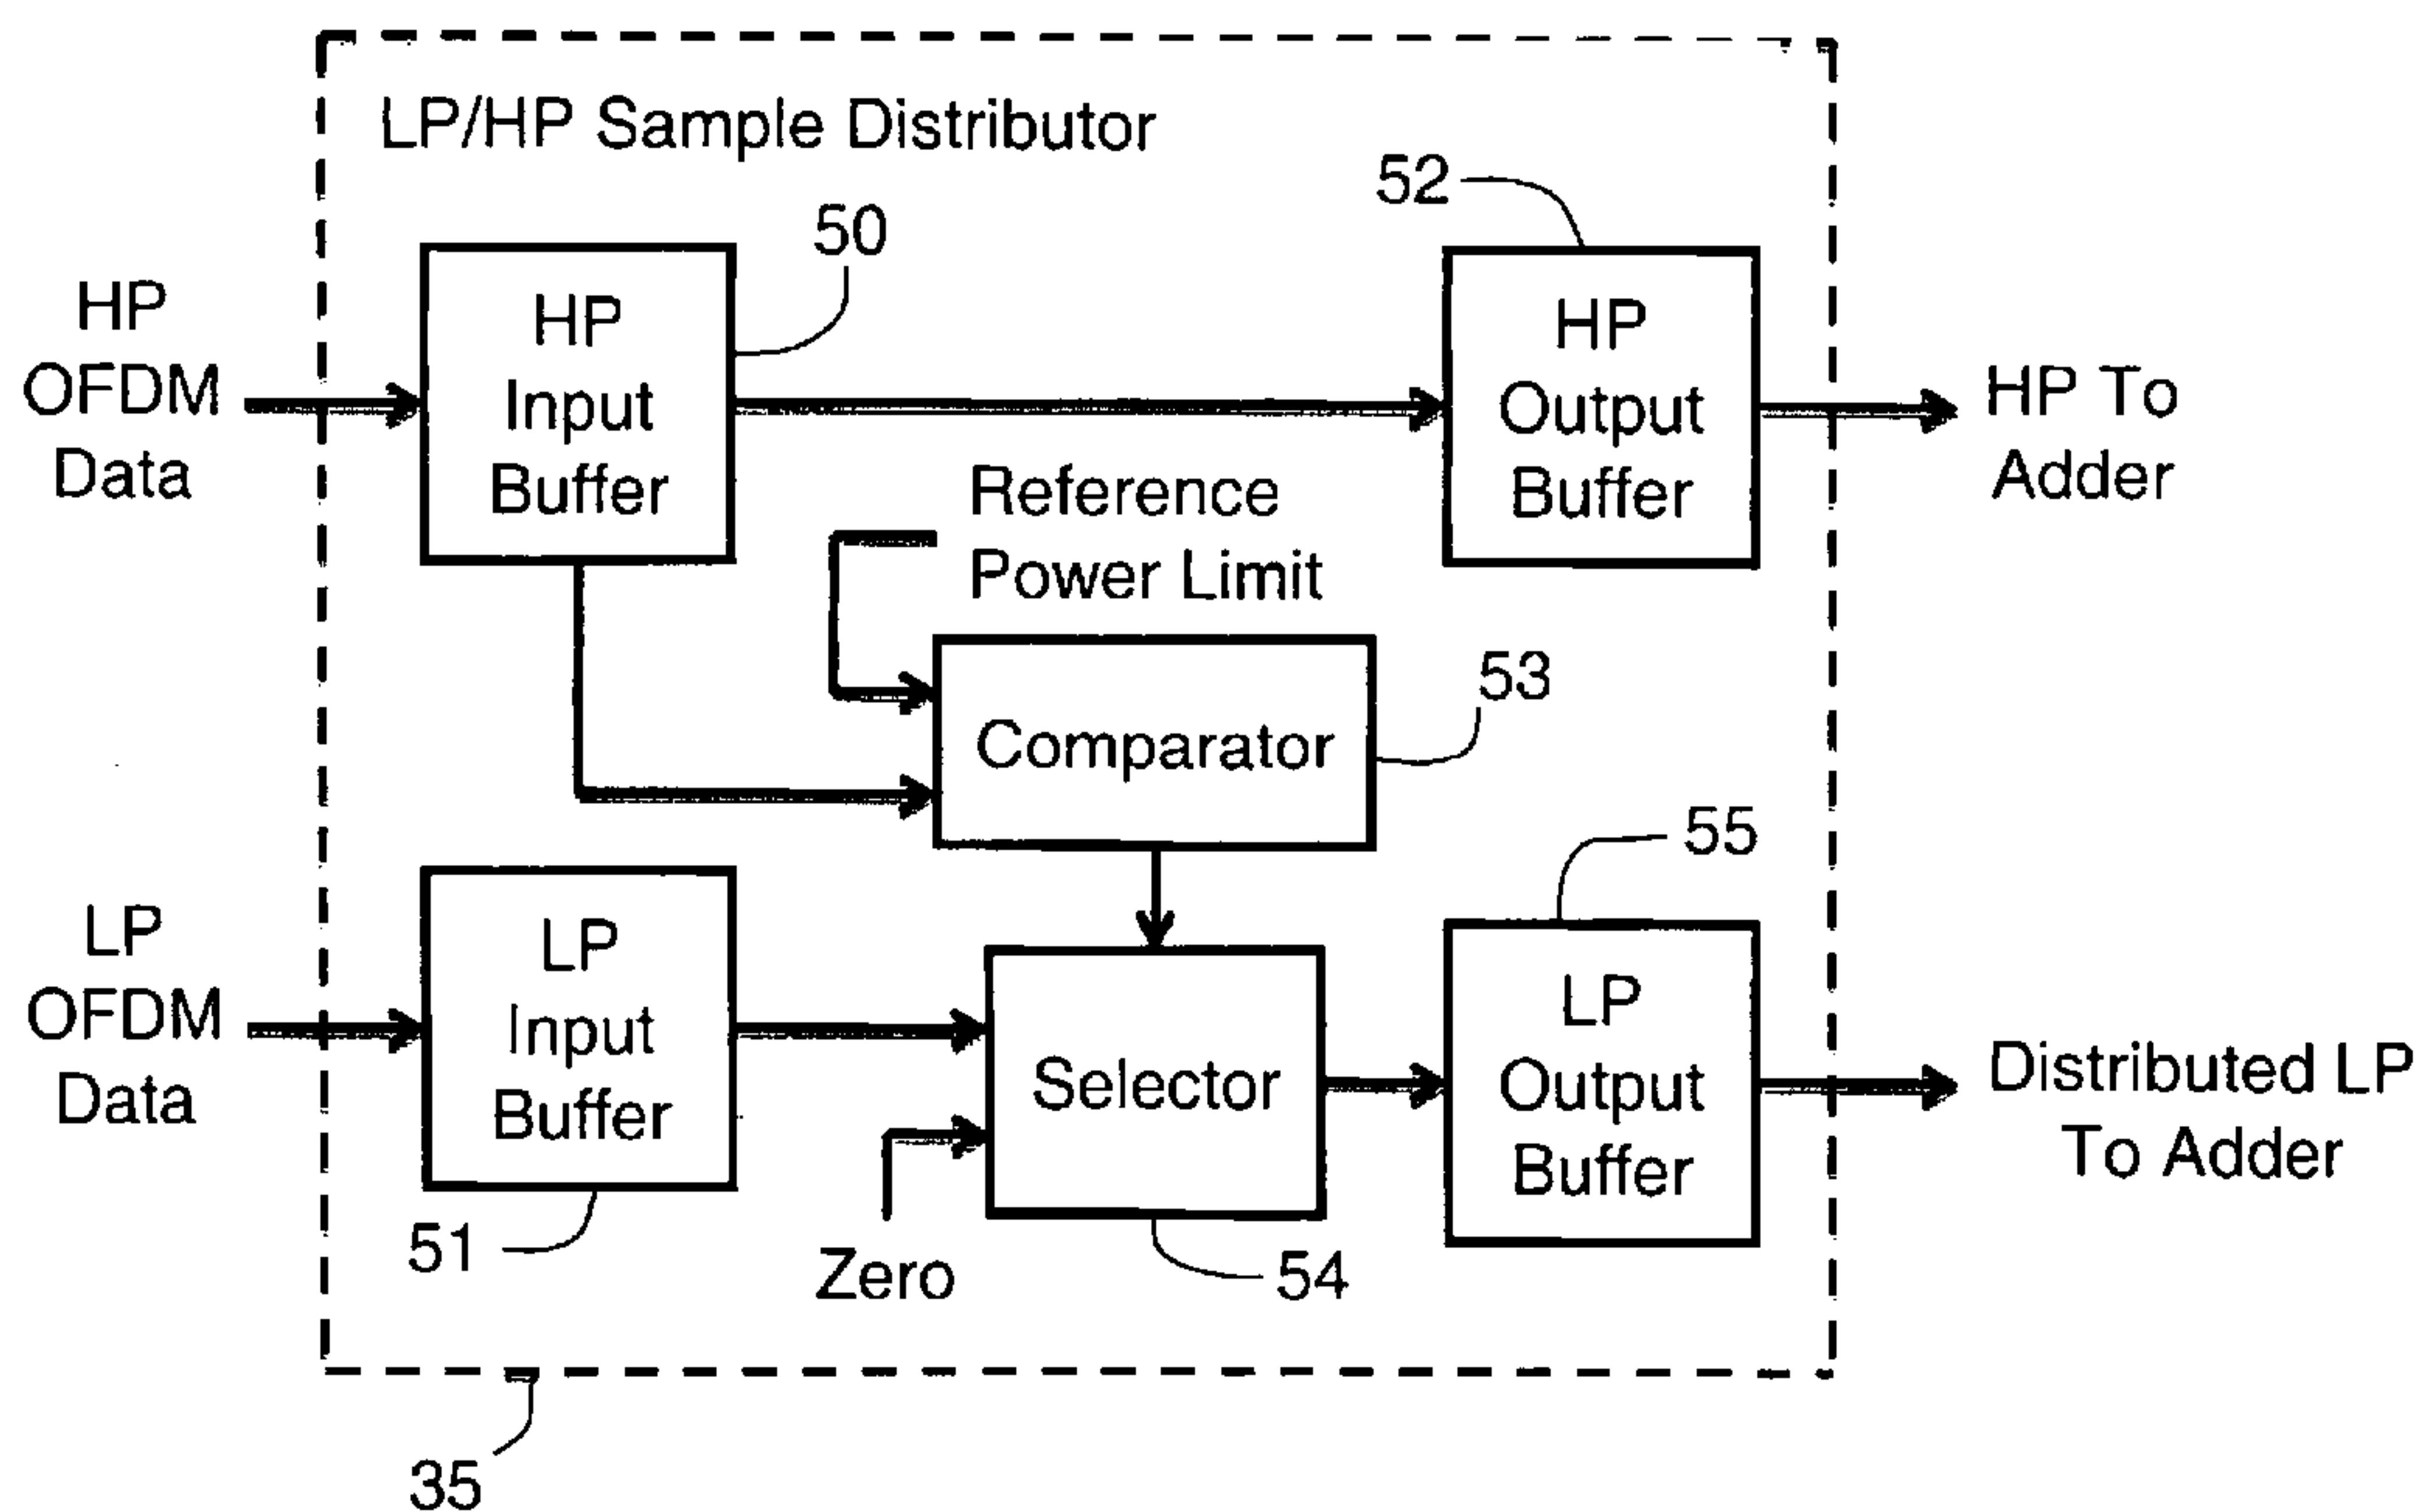 LP/HP Sample Distributor
50
52
HP
OFDM
Data
HP
Input
Buffer
HP
Output
Buffer
HP To
Adder
Reference
Power Limit
Comparator
53
55
LP
OFDM
Data
LP
Input
Buffer
Selector
LP
Output
Buffer
Distributed LP
To Adder
51
Zero
54
35